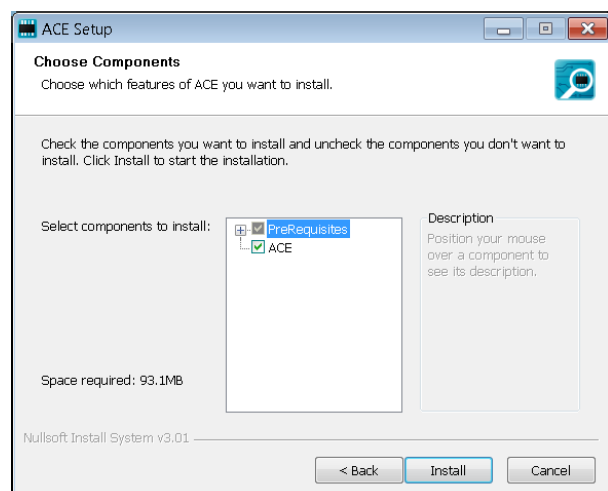 ACE Setup
Choose Components
Choose which features of ACE you want to install.
Check the components you want to install and uncheck the components you don't want to
install. Click Install to start the installation.
Select components to install:
PreRequisites
ACE
Description
Position your mouse
over a component to
see its description.
Space required: 93.1MB
Nullsoft Install System v3.01
< Back
Install
Cancel